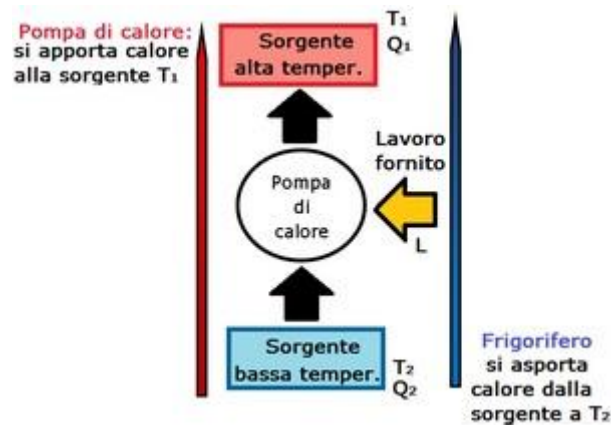 Pompa di calore:
si apporta calore
alla sorgente T₁
Sorgente
alta temper.
T₁
Q₁
Lavoro
fornito
Pompa
di
calore
L
Sorgente
bassa temper.
T₂
Q₂
Frigorifero
si asporta
calore dalla
sorgente a T₂